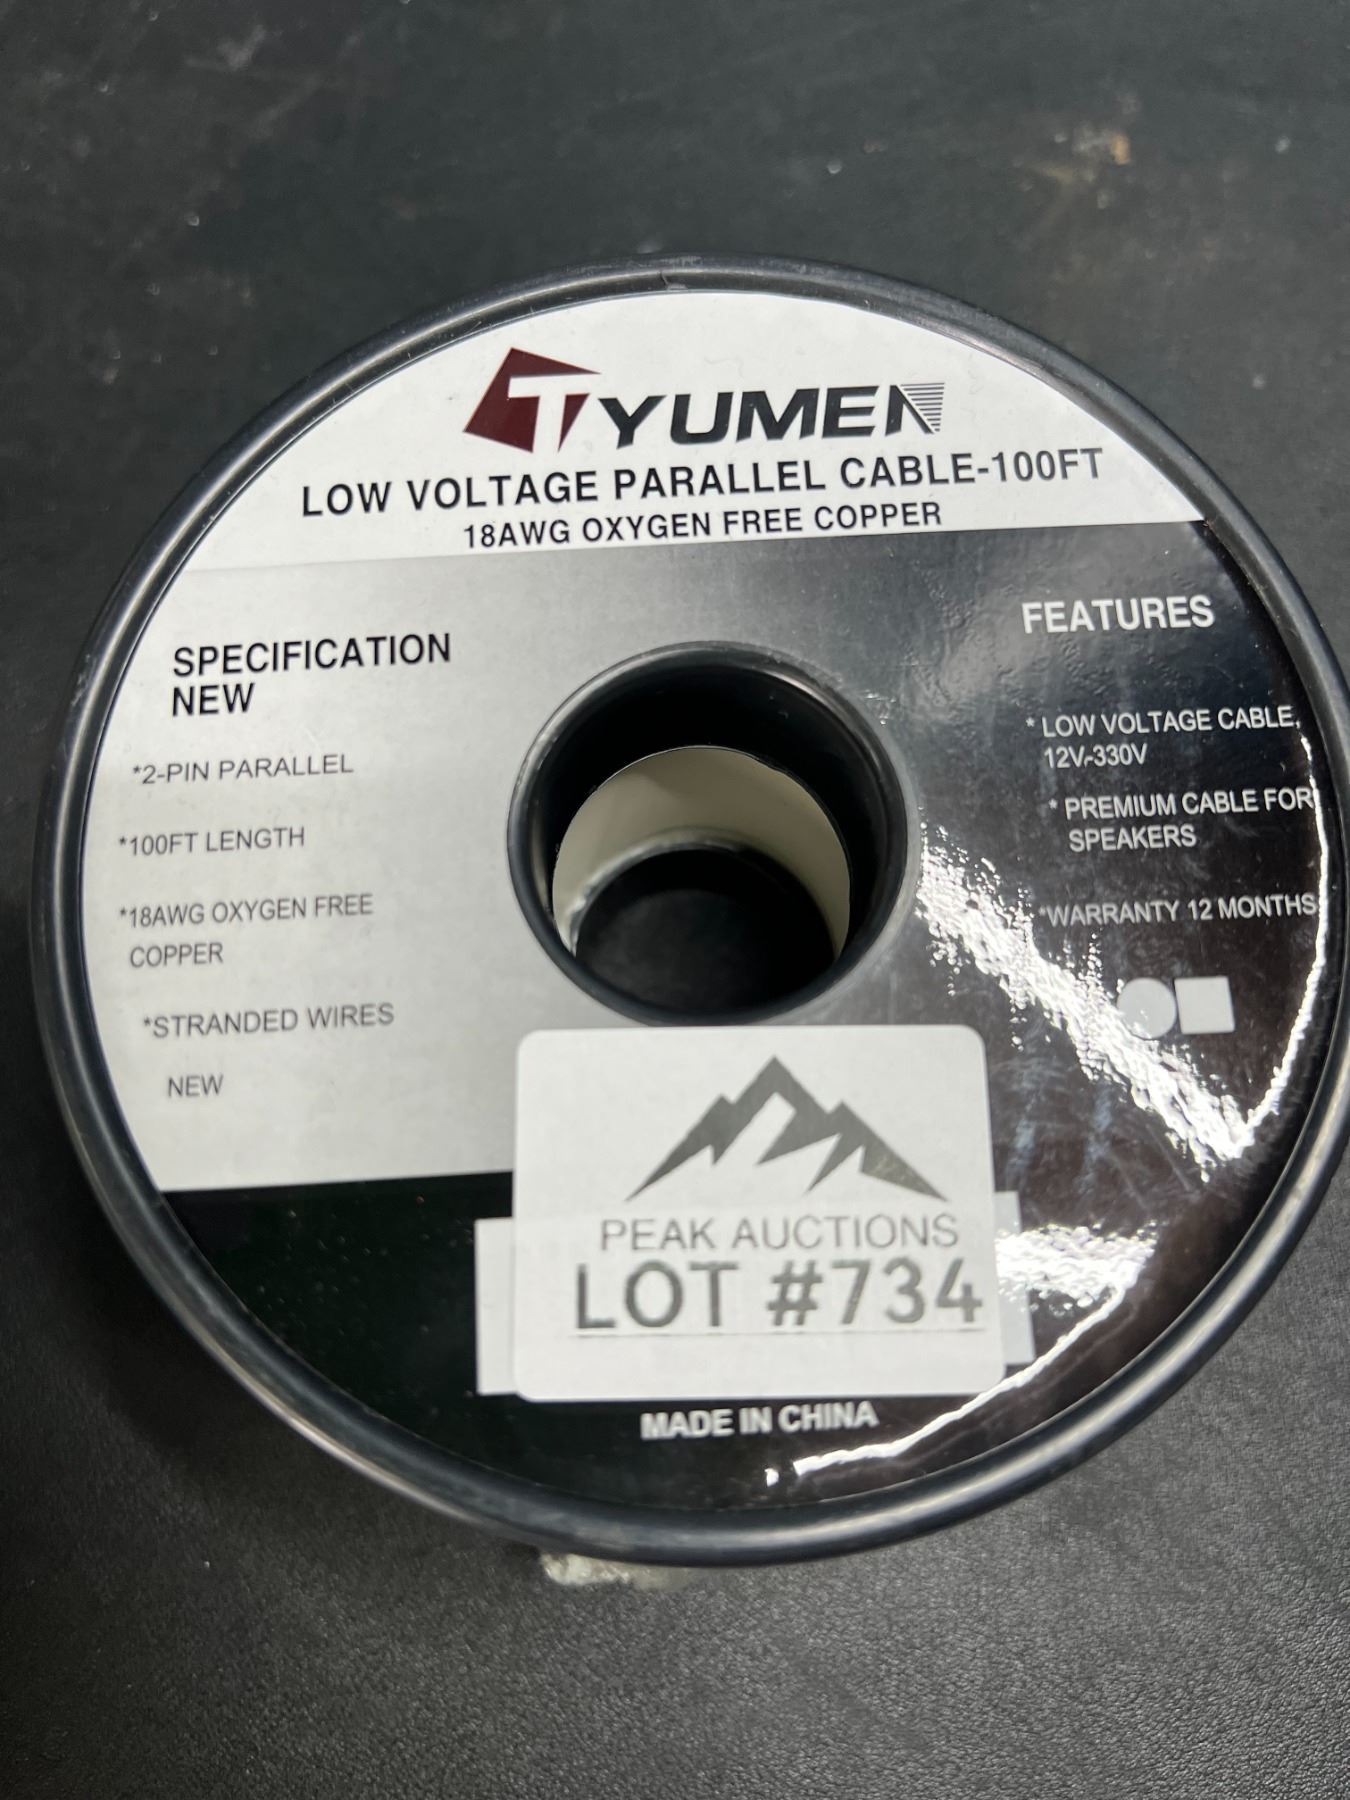 TYUMEN
LOW VOLTAGE PARALLEL CABLE-100FT
18AWG OXYGEN FREE COPPER
SPECIFICATION
NEW
*2-PIN PARALLEL
*100FT LENGTH
*18AWG OXYGEN FREE
COPPER
*STRANDED WIRES
NEW
FEATURES
* LOW VOLTAGE CABLE,
12V-330V
* PREMIUM CABLE FOR
SPEAKERS
*WARRANTY 12 MONTHS
PEAK AUCTIONS
LOT #734
MADE IN CHINA